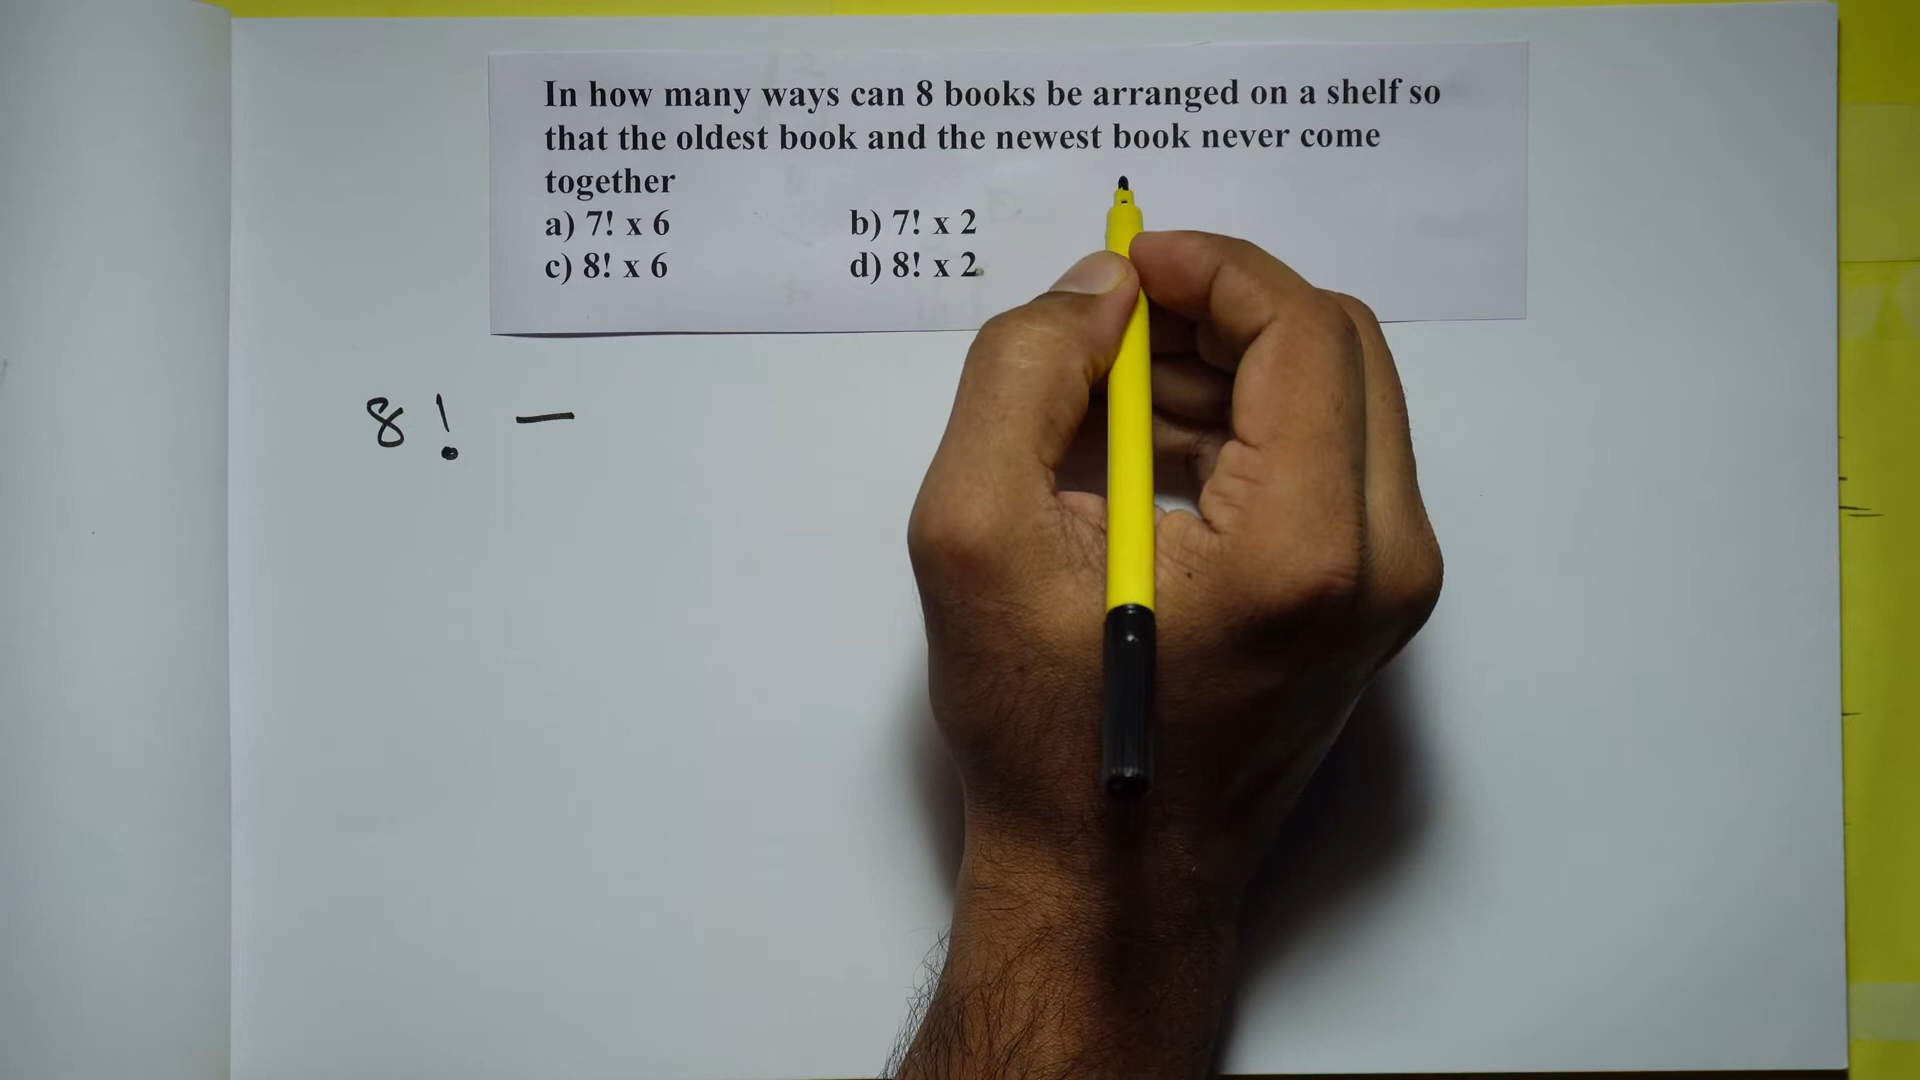 In how many ways can 8 books be arranged on a shelf so
that the oldest book and the newest book never come
together
a) 7! x 6 b) 7! x 2
c) 8! x 6 d) 8! x 2
8! —